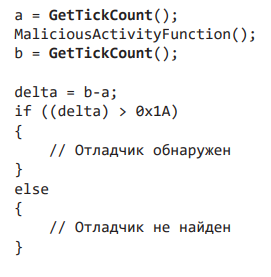 a = GetTickCount();
MaliciousActivityFunction();
b = GetTickCount();

delta = b-a;
if ((delta) > 0x1A)
{
    // Отладчик обнаружен
}
else
{
    // Отладчик не найден
}